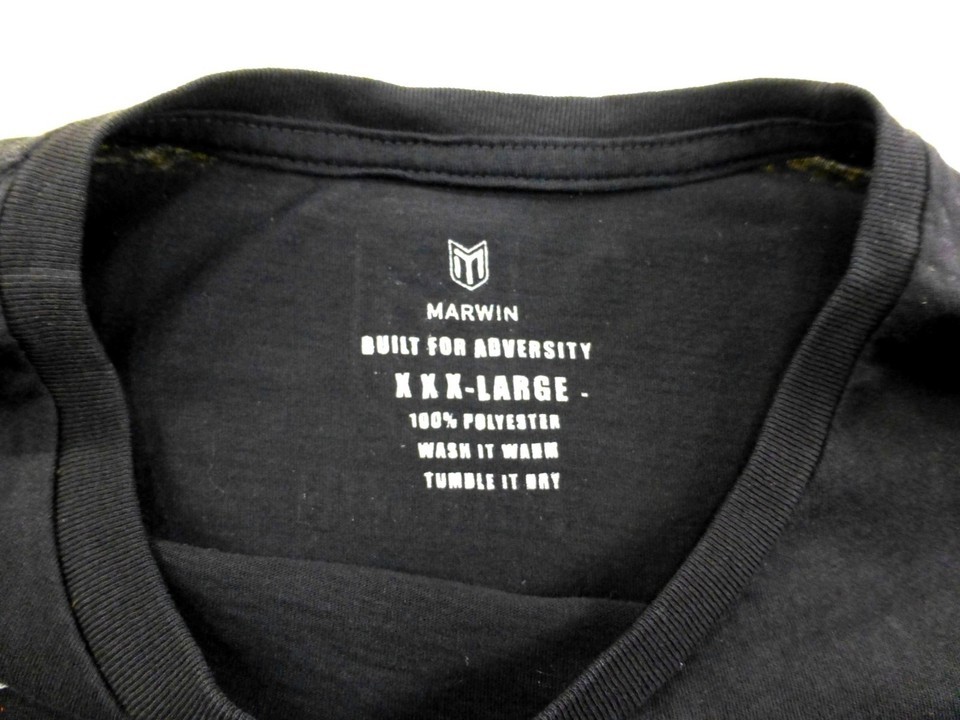 MARWIN
BUILT FOR ADVERSITY
XXX-LARGE -
100% POLYESTER
WASH IT WARM
TUMBLE IT DRY